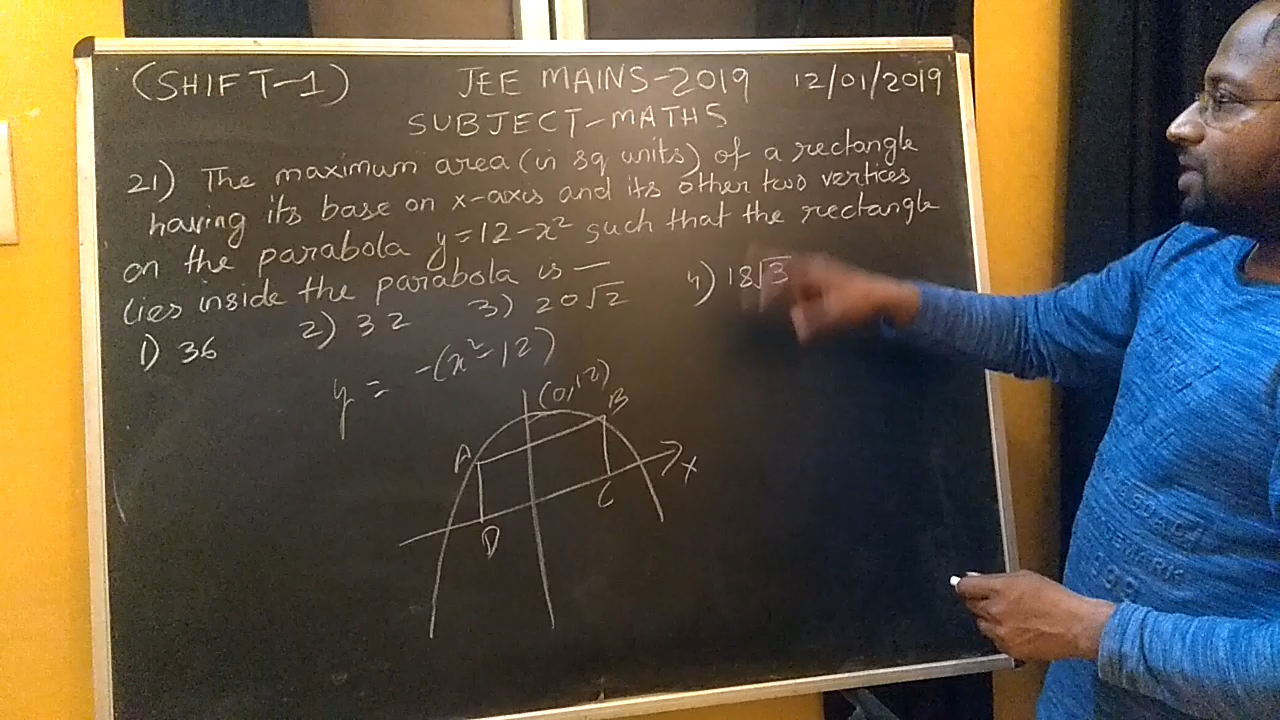 (SHIFT-1) JEE MAINS-2019 12/01/2019
SUBJECT-MATHS
21) The maximum area (in sq units) of a rectangle
having its base on x-axis and its other two vertices
on the parabola y=12-x² such that the rectangle
lies inside the parabola is —
1) 36 2) 32 3) 20√2 4) 18√3
y = -(x²-12)
(0,12)
A B
X
D C